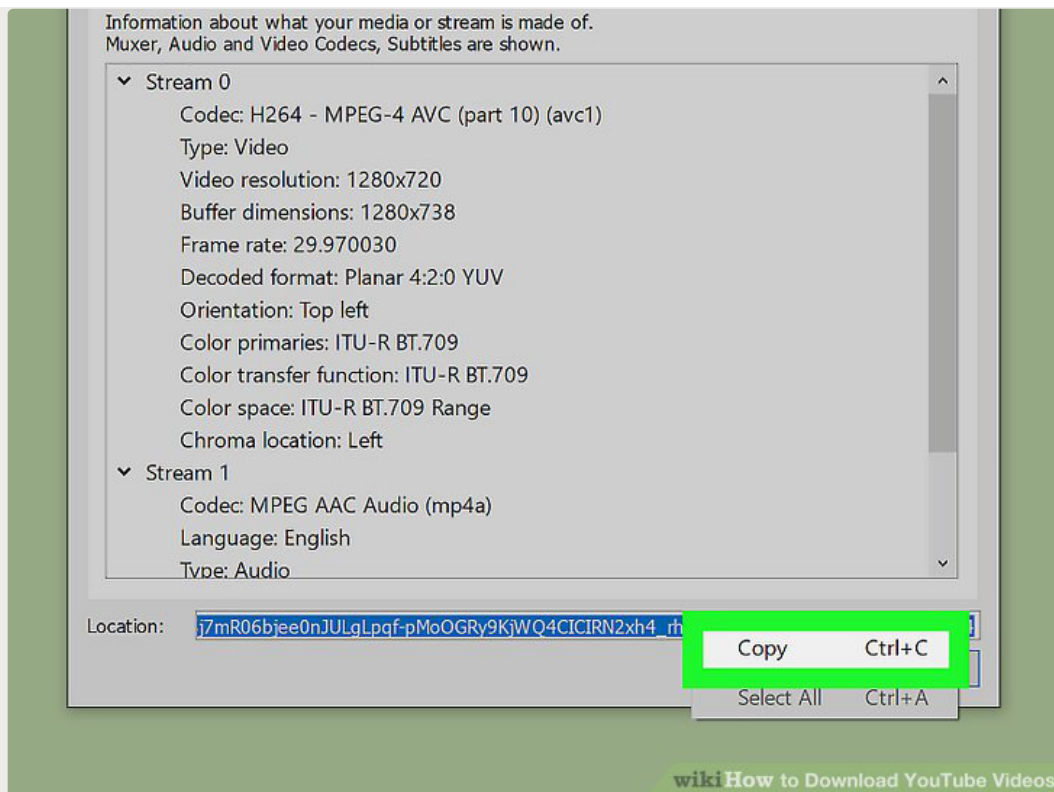 Information about what your media or stream is made of.
Muxer, Audio and Video Codecs, Subtitles are shown.
Stream 0
Codec: H264 - MPEG-4 AVC (part 10) (avc1)
Type: Video
Video resolution: 1280x720
Buffer dimensions: 1280x738
Frame rate: 29.970030
Decoded format: Planar 4:2:0 YUV
Orientation: Top left
Color primaries: ITU-R BT.709
Color transfer function: ITU-R BT.709
Color space: ITU-R BT.709 Range
Chroma location: Left
Stream 1
Codec: MPEG AAC Audio (mp4a)
Language: English
Type: Audio
Location: j7mR06bjee0nJULgLpqf-pMoOGRy9KjWQ4CICIRN2xh4_rh
Copy Ctrl+C
Select All Ctrl+A
wikiHow to Download YouTube Videos